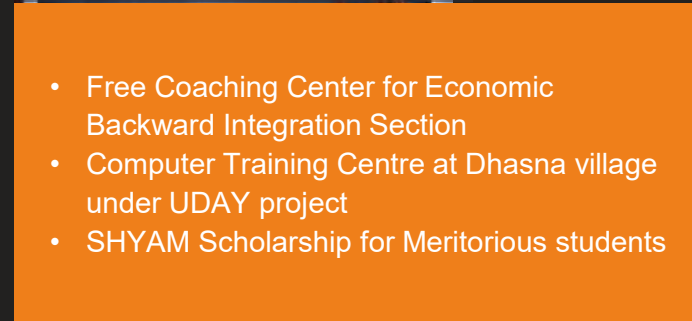 • Free Coaching Center for Economic
Backward Integration Section
• Computer Training Centre at Dhasna village
under UDAY project
• SHYAM Scholarship for Meritorious students